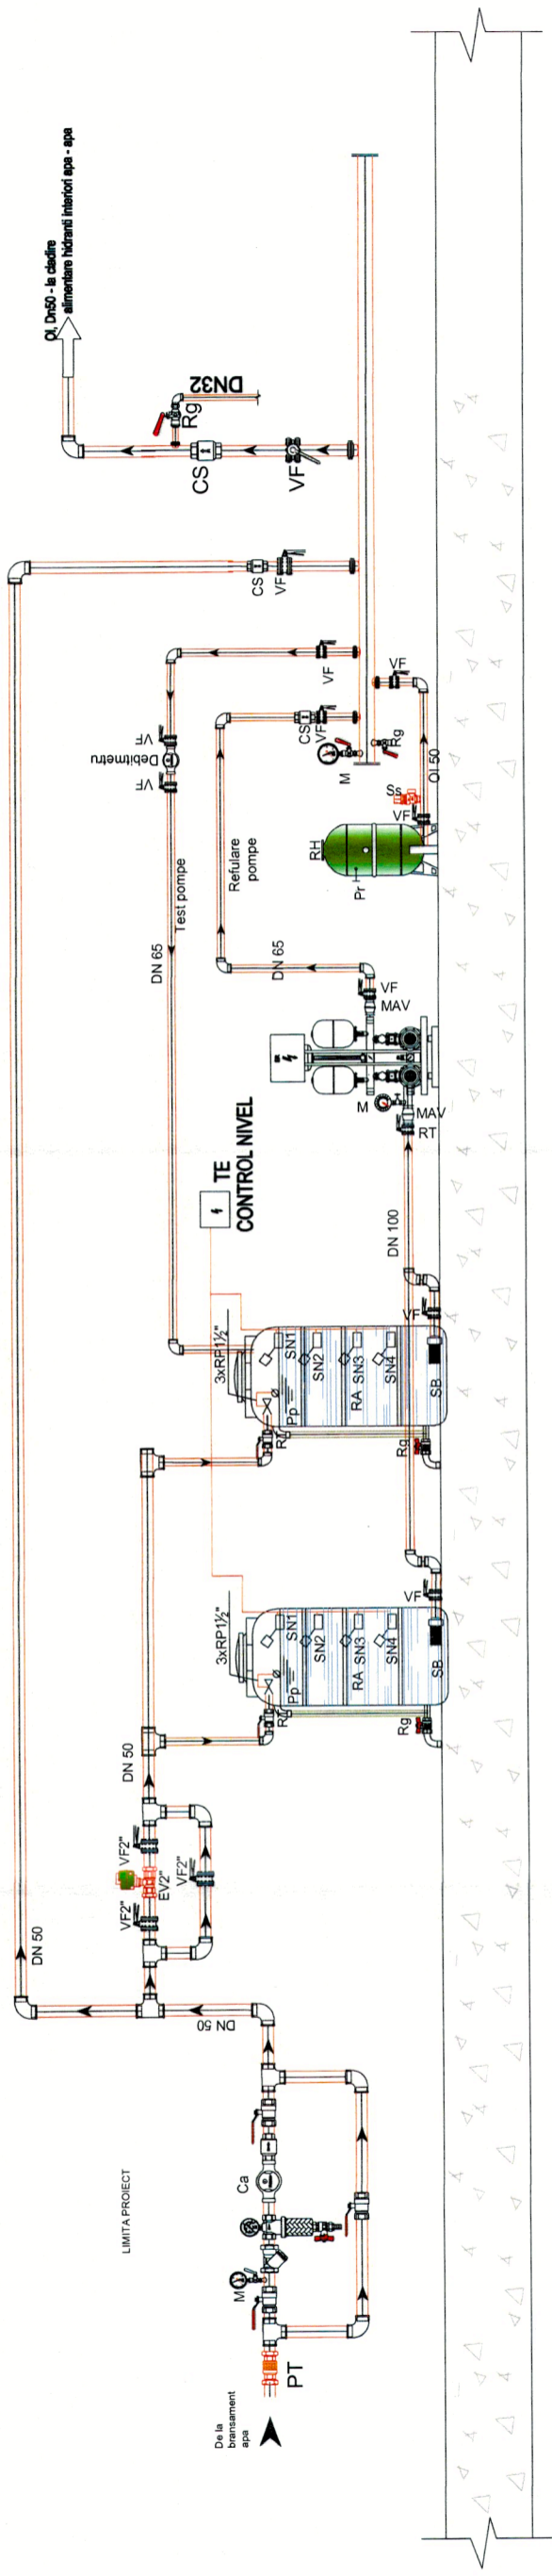 De la
bransament
apa
PT
M
Ca
LIMITA PROIECT
DN 50
DN 50
VF2"
EV2"
VF2"
VF2"
DN 50
3xRP1½"
Pp
SN1
SN2
RA SN3
SN4
SB
Rg
VF
3xRP1½"
Pp
SN1
SN2
RA SN3
SN4
SB
Rg
VF
TE
CONTROL NIVEL
DN 100
RT
MAV
M
MAV
VF
DN 65
Refulare
pompe
DN 65
Test pompe
VF
Debitmetru
VF
RH
Pr
VF
Ss
Ol 50
VF
M
Rg
CS
VF
VF
CS
VF
VF
CS
Rg
DN32
Ol, Dn50 - la cladire
alimentare hidranti interiori apa - apa